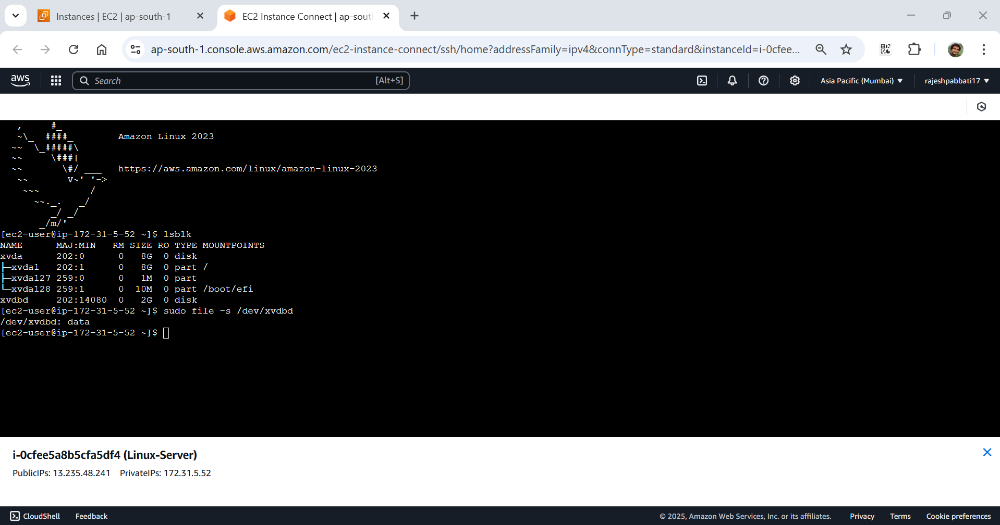 Instances | EC2 | ap-south-1
EC2 Instance Connect | ap-sout
ap-south-1.console.aws.amazon.com/ec2-instance-connect/ssh/home?addressFamily=ipv4&connType=standard&instanceId=i-0cfee...
aws
Search
[Alt+S]
Asia Pacific (Mumbai)
rajeshpabbati17
   ,     #_
   ~\_  ####_        Amazon Linux 2023
  ~~  \_#####\
  ~~     \###|
  ~~       \#/ ___   https://aws.amazon.com/linux/amazon-linux-2023
   ~~       V~' '->
    ~~~         /
      ~~._.   _/
         _/ _/
       _/m/'
[ec2-user@ip-172-31-5-52 ~]$ lsblk
NAME      MAJ:MIN   RM SIZE RO TYPE MOUNTPOINTS
xvda      202:0      0   8G  0 disk
├─xvda1   202:1      0   8G  0 part /
├─xvda127 259:0      0   1M  0 part
└─xvda128 259:1      0  10M  0 part /boot/efi
xvdbd     202:14080  0   2G  0 disk
[ec2-user@ip-172-31-5-52 ~]$ sudo file -s /dev/xvdbd
/dev/xvdbd: data
[ec2-user@ip-172-31-5-52 ~]$
i-0cfee5a8b5cfa5df4 (Linux-Server)
PublicIPs: 13.235.48.241 PrivateIPs: 172.31.5.52
CloudShell
Feedback
© 2025, Amazon Web Services, Inc. or its affiliates.
Privacy
Terms
Cookie preferences